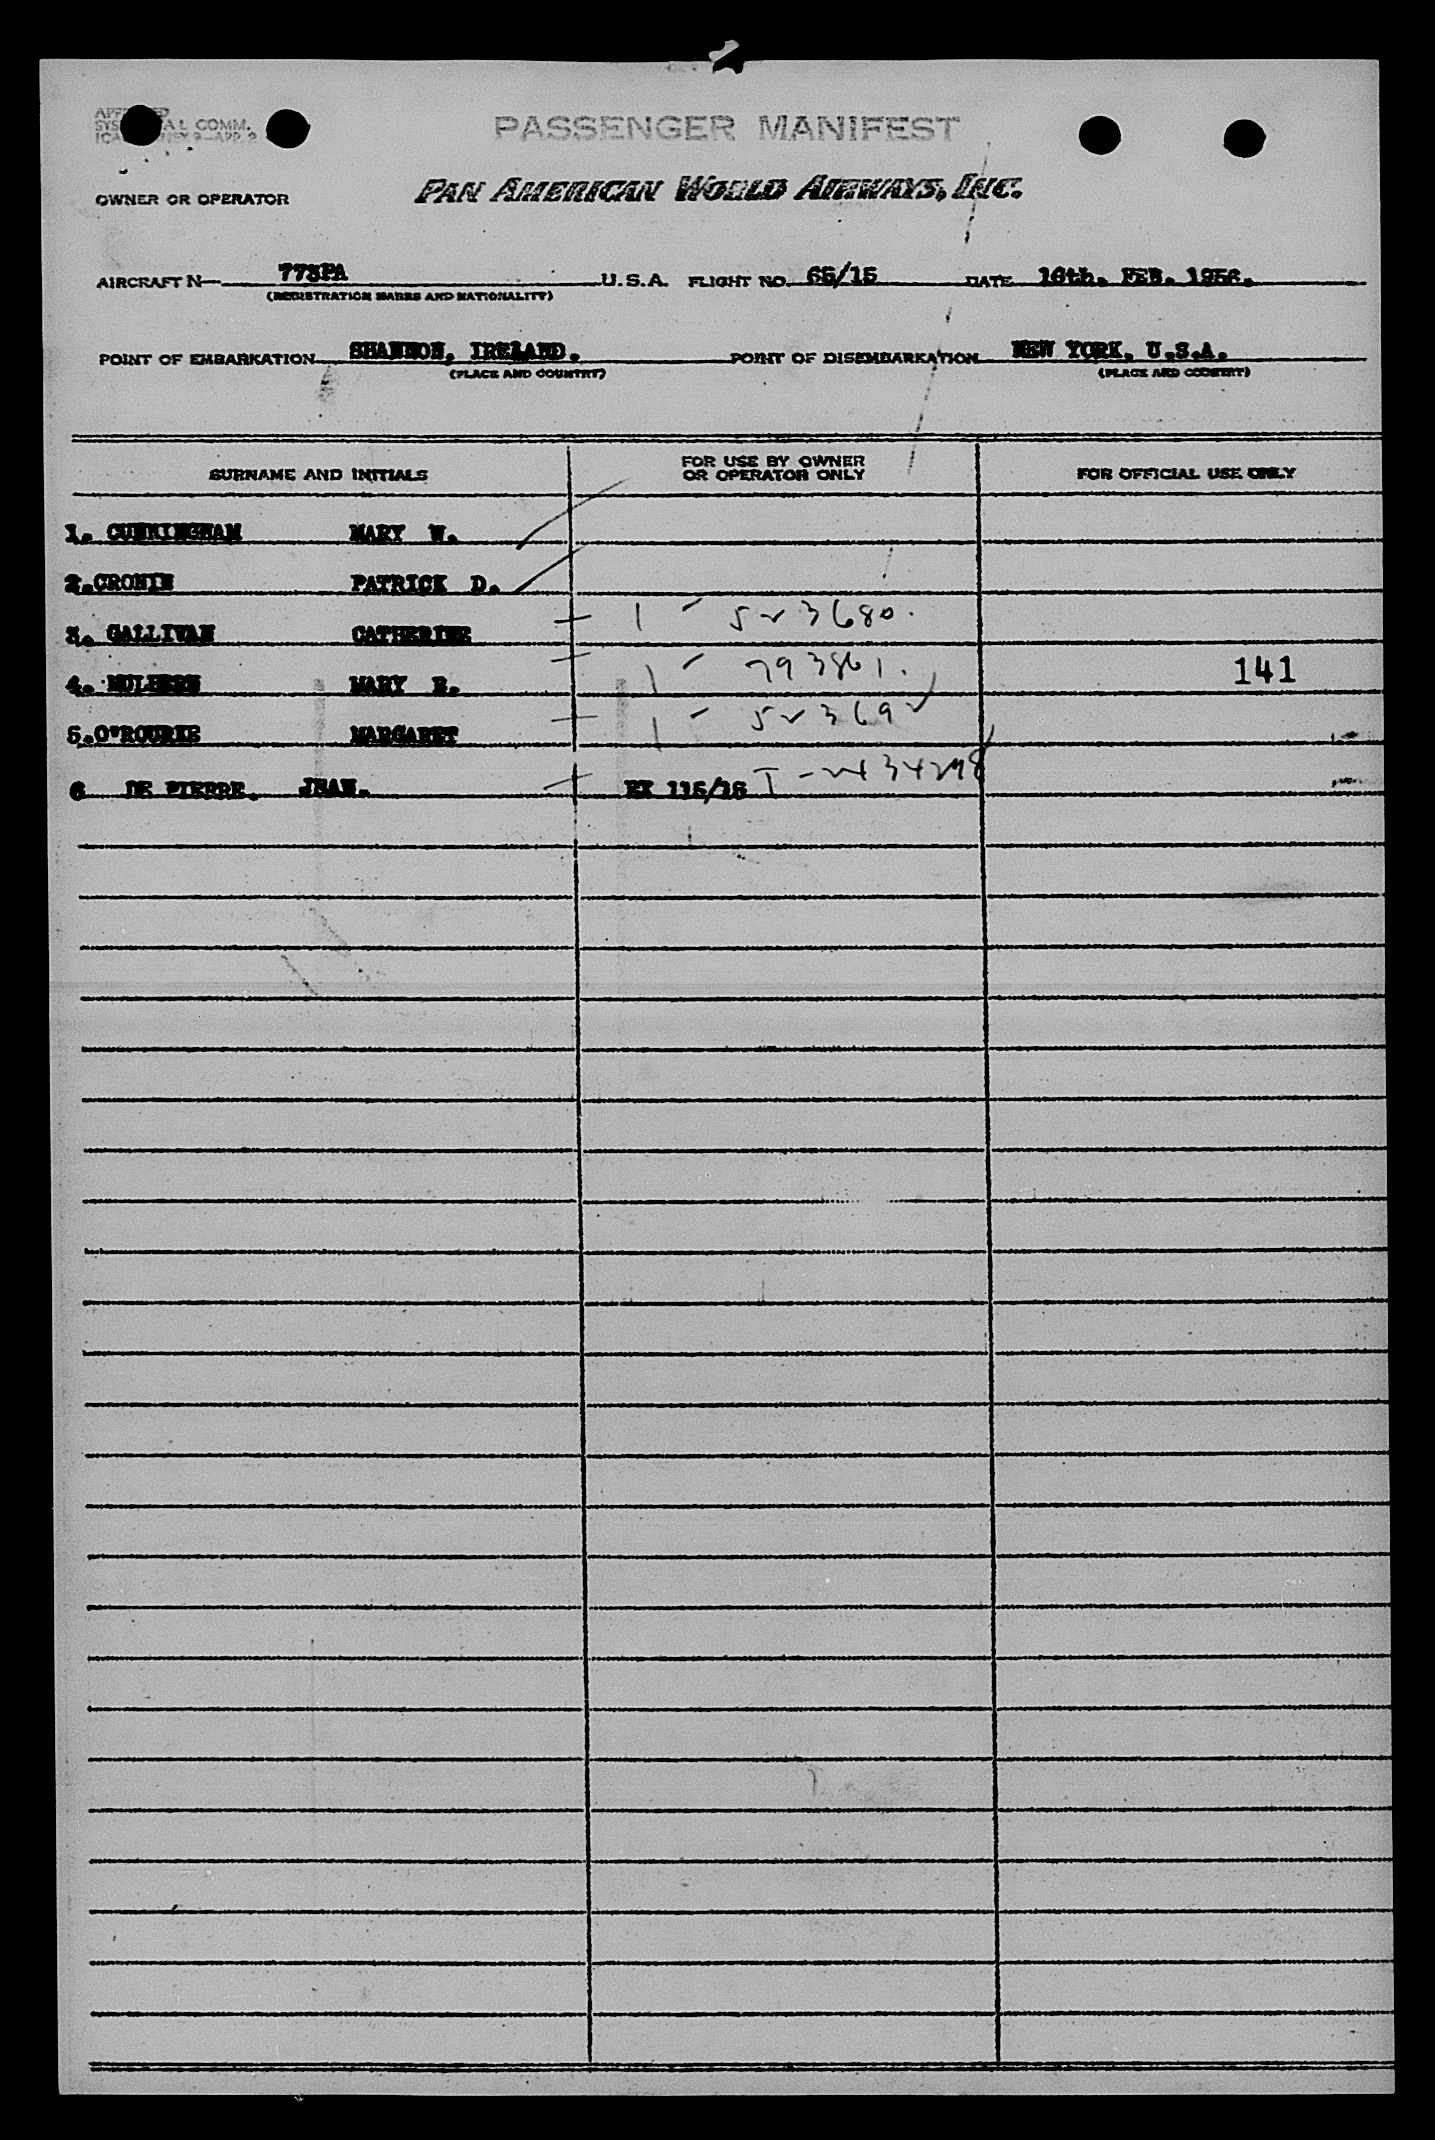 PASSENGER MANIFEST
OWNER OR OPERATOR PAN AMERICAN WORLD AIRWAYS, INC.
AIRCRAFT N— 773PA U.S.A. FLIGHT NO. 65/15 DATE 16th. FEB. 1956.
(REGISTRATION MARKS AND NATIONALITY)
POINT OF EMBARKATION SHANNON, IRELAND. POINT OF DISEMBARKATION NEW YORK. U.S.A.
(PLACE AND COUNTRY) (PLACE AND COUNTRY)
SURNAME AND INITIALS FOR USE BY OWNER OR OPERATOR ONLY FOR OFFICIAL USE ONLY
1. CUNNINGHAM MARY W.
2.CRONIN PATRICK D.
3. GALLIVAN CATHERINE 1 - 523680.
4. MARY 1 - 793861. 141
5.O'ROURKE MARGARET 1 - 523692
6 DE PIERRE. JEAN. EX 115/15 T -